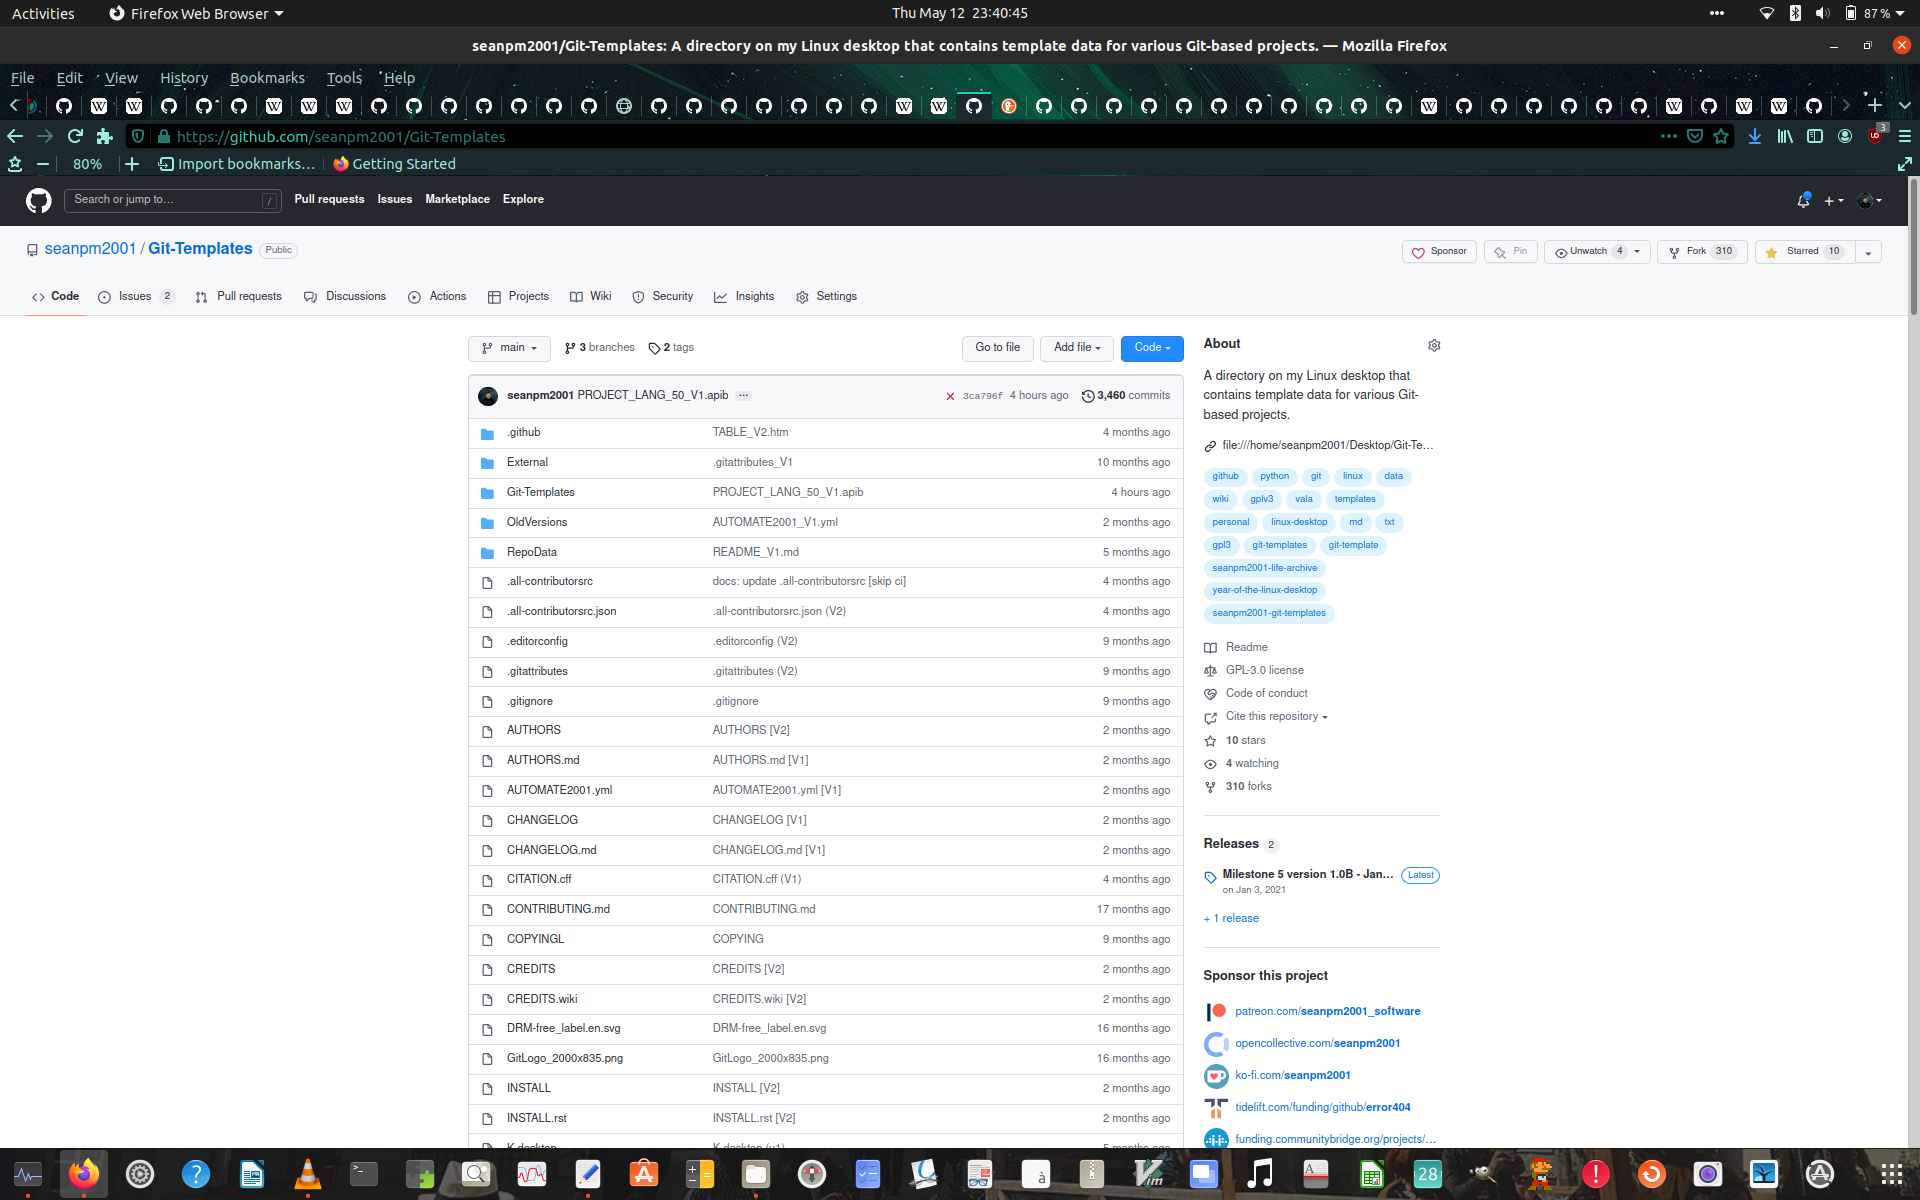 Activities Firefox Web Browser Thu May 12 23:40:45 87 %
seanpm2001/Git-Templates: A directory on my Linux desktop that contains template data for various Git-based projects. — Mozilla Firefox
File Edit View History Bookmarks Tools Help
https://github.com/seanpm2001/Git-Templates 3
80% Import bookmarks… Getting Started
Search or jump to… / Pull requests Issues Marketplace Explore
seanpm2001 / Git-Templates Public Sponsor Pin Unwatch 4 Fork 310 Starred 10
Code Issues 2 Pull requests Discussions Actions Projects Wiki Security Insights Settings
main 3 branches 2 tags Go to file Add file Code
seanpm2001 PROJECT_LANG_50_V1.apib ... 3ca796f 4 hours ago 3,460 commits
.github TABLE_V2.htm 4 months ago
External .gitattributes_V1 10 months ago
Git-Templates PROJECT_LANG_50_V1.apib 4 hours ago
OldVersions AUTOMATE2001_V1.yml 2 months ago
RepoData README_V1.md 5 months ago
.all-contributorsrc docs: update .all-contributorsrc [skip ci] 4 months ago
.all-contributorsrc.json .all-contributorsrc.json (V2) 4 months ago
.editorconfig .editorconfig (V2) 9 months ago
.gitattributes .gitattributes (V2) 9 months ago
.gitignore .gitignore 9 months ago
AUTHORS AUTHORS [V2] 2 months ago
AUTHORS.md AUTHORS.md [V1] 2 months ago
AUTOMATE2001.yml AUTOMATE2001.yml [V1] 2 months ago
CHANGELOG CHANGELOG [V1] 2 months ago
CHANGELOG.md CHANGELOG.md [V1] 2 months ago
CITATION.cff CITATION.cff (V1) 4 months ago
CONTRIBUTING.md CONTRIBUTING.md 17 months ago
COPYINGL COPYING 9 months ago
CREDITS CREDITS [V2] 2 months ago
CREDITS.wiki CREDITS.wiki [V2] 2 months ago
DRM-free_label.en.svg DRM-free_label.en.svg 16 months ago
GitLogo_2000x835.png GitLogo_2000x835.png 16 months ago
INSTALL INSTALL [V2] 2 months ago
INSTALL.rst INSTALL.rst [V2] 2 months ago
About
A directory on my Linux desktop that
contains template data for various Git-
based projects.
file:///home/seanpm2001/Desktop/Git-Te…
github python git linux data
wiki gplv3 vala templates
personal linux-desktop md txt
gpl3 git-templates git-template
seanpm2001-life-archive
year-of-the-linux-desktop
seanpm2001-git-templates
Readme
GPL-3.0 license
Code of conduct
Cite this repository
10 stars
4 watching
310 forks
Releases 2
Milestone 5 version 1.0B - Jan… Latest
on Jan 3, 2021
+ 1 release
Sponsor this project
patreon.com/seanpm2001_software
opencollective.com/seanpm2001
ko-fi.com/seanpm2001
tidelift.com/funding/github/error404
funding.communitybridge.org/projects/…
28